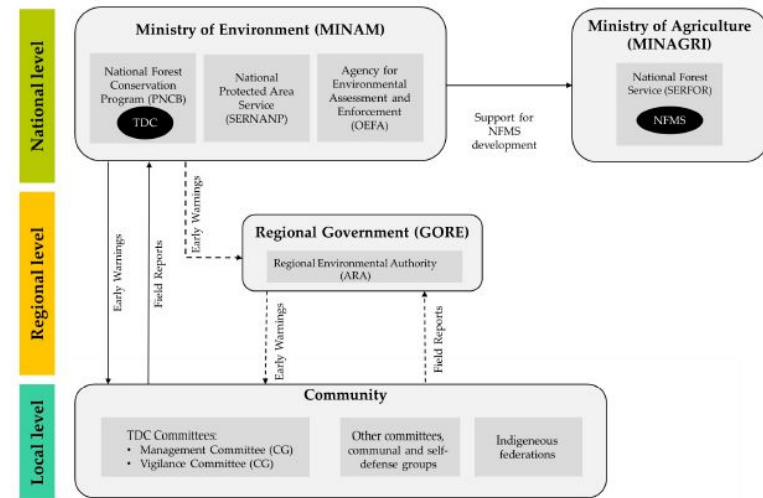 National level
Ministry of Environment (MINAM)
National Forest
Conservation
Program (PNCB)
TDC
National
Protected Area
Service
(SERNANP)
Agency for
Environmental
Assessment and
Enforcement
(OEFA)
Support for
NFMS
development
Ministry of Agriculture
(MINAGRI)
National Forest
Service (SERFOR)
NFMS
Regional level
Early Warnings
Field Reports
Early Warnings
Regional Government (GORE)
Regional Environmental Authority
(ARA)
Early Warnings
Field Reports
Local level
Community
TDC Committees:
• Management Committee (CG)
• Vigilance Committee (CG)
Other committees,
communal and self-
defense groups
Indigeneous
federations